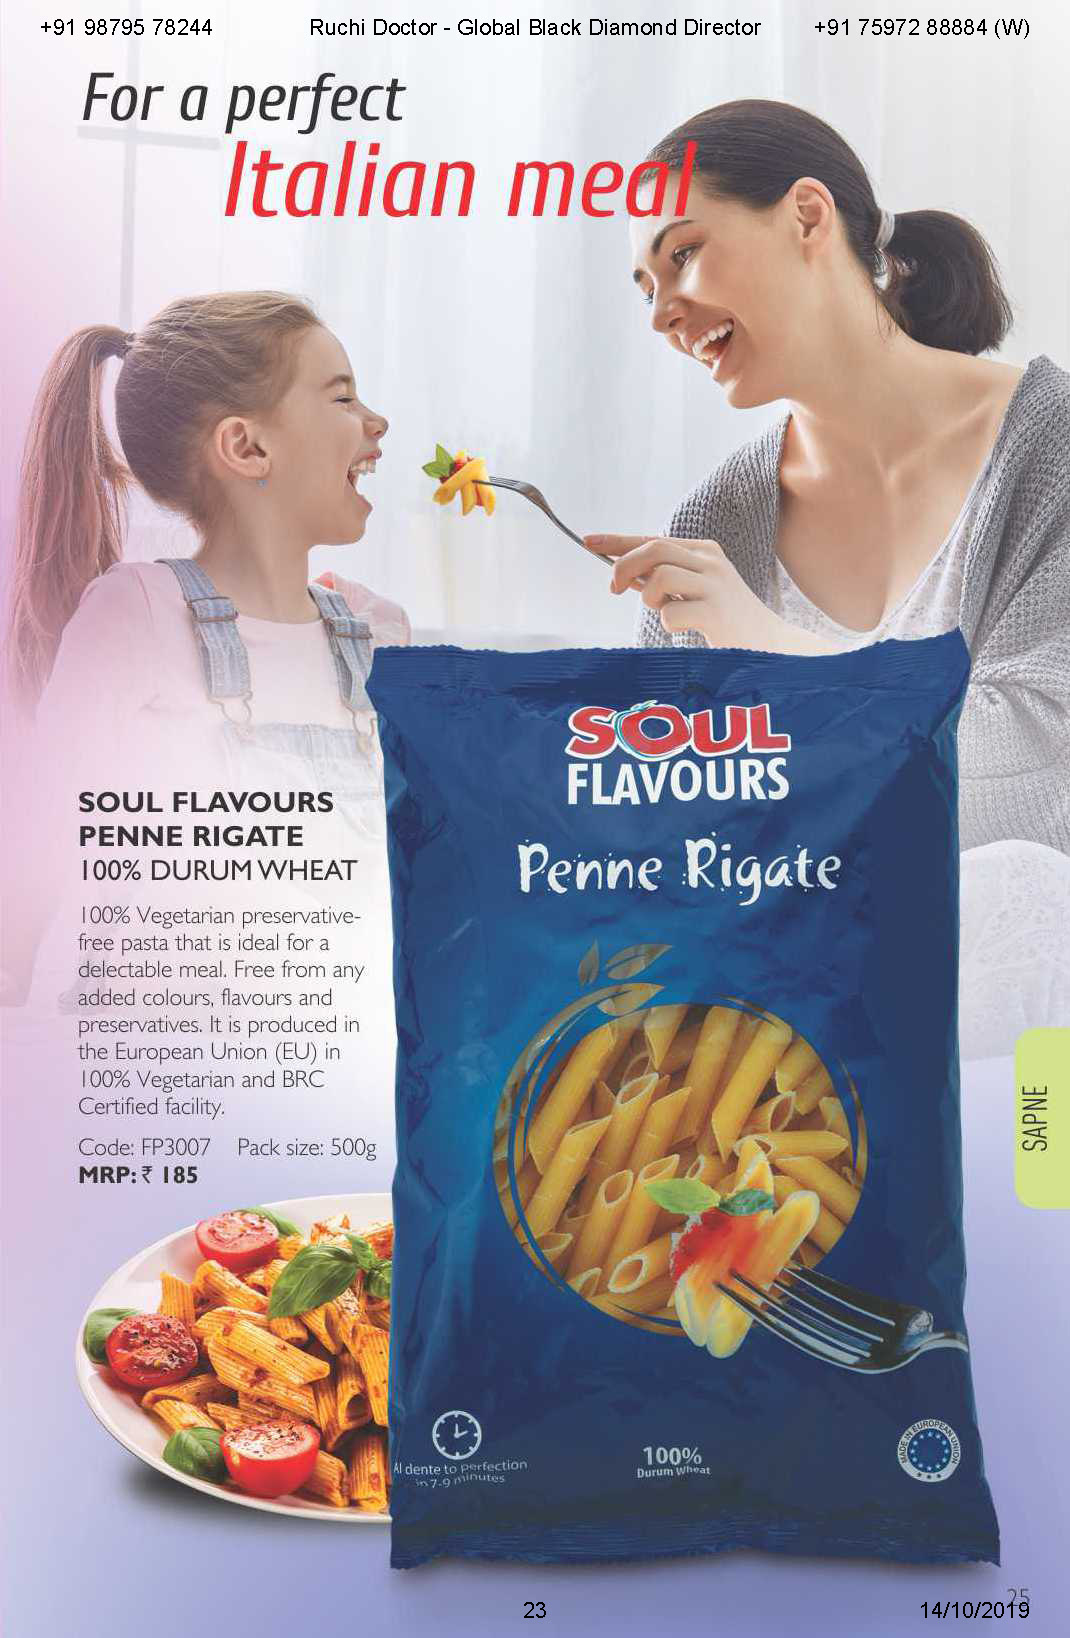 +91 98795 78244 Ruchi Doctor - Global Black Diamond Director +91 75972 88884 (W)
For a perfect
Italian meal
SOUL
FLAVOURS
Penne Rigate
SOUL FLAVOURS
PENNE RIGATE
100% DURUM WHEAT
100% Vegetarian preservative-
free pasta that is ideal for a
delectable meal. Free from any
added colours, flavours and
preservatives. It is produced in
the European Union (EU) in
100% Vegetarian and BRC
Certified facility.
Code: FP3007 Pack size: 500g
MRP: ₹ 185
SAPNE
Al dente to perfection
in 7-9 minutes
100%
Durum Wheat
MADE IN EUROPEAN UNION
25
23 14/10/2019